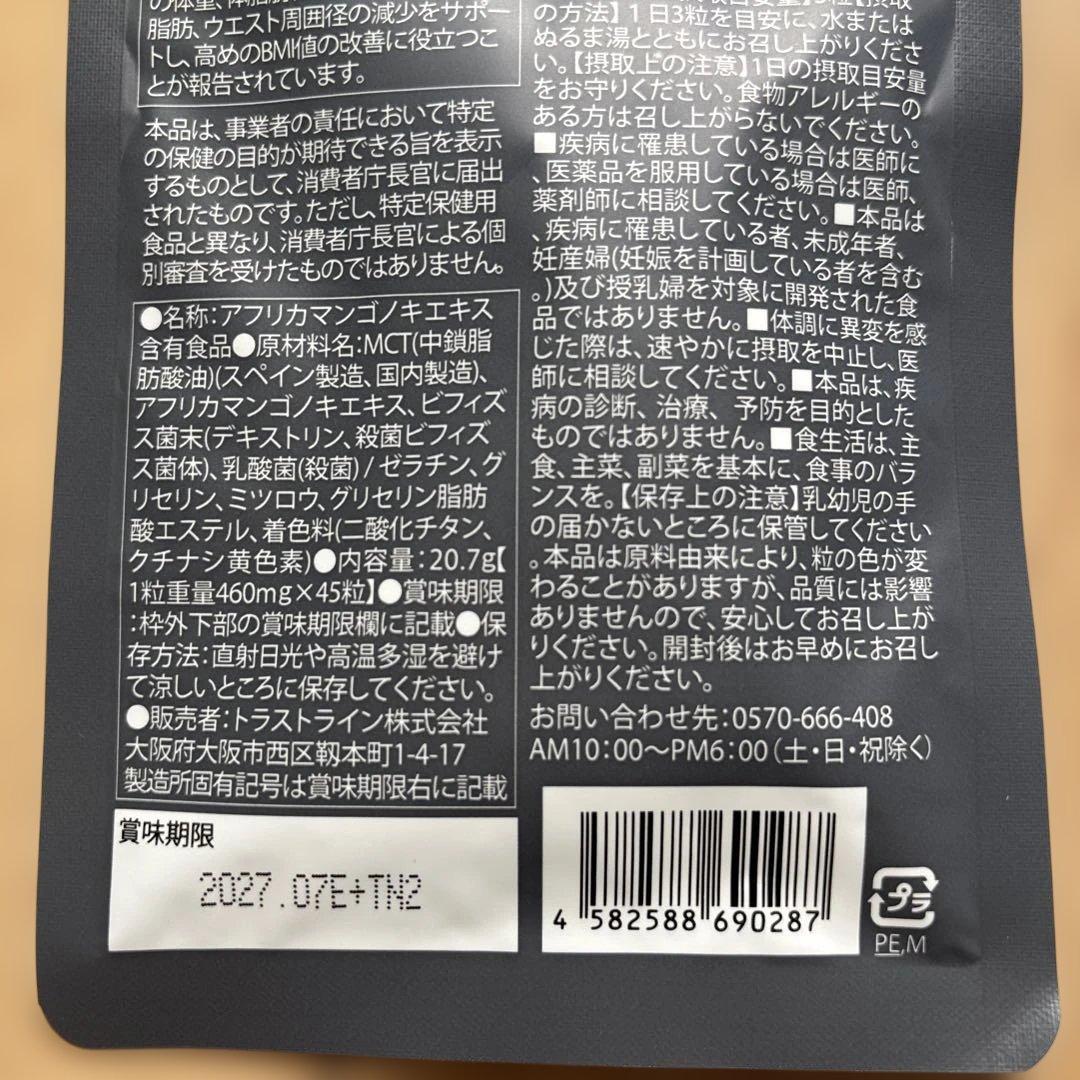 の体重、体脂肪
脂肪、ウエスト周囲径の減少をサポー
トし、高めのBMI値の改善に役立つこ
とが報告されています。
本品は、事業者の責任において特定
の保健の目的が期待できる旨を表示
するものとして、消費者庁長官に届出
されたものです。ただし、特定保健用
食品と異なり、消費者庁長官による個
別審査を受けたものではありません。
●名称：アフリカマンゴノキエキス
含有食品●原材料名：MCT(中鎖脂
肪酸油)(スペイン製造、国内製造)、
アフリカマンゴノキエキス、ビフィズ
ス菌末(デキストリン、殺菌ビフィズ
ス菌体)、乳酸菌(殺菌) / ゼラチン、グ
リセリン、ミツロウ、グリセリン脂肪
酸エステル、着色料(二酸化チタン、
クチナシ黄色素)●内容量：20.7g【
1粒重量460mg×45粒】●賞味期限
：枠外下部の賞味期限欄に記載●保
存方法：直射日光や高温多湿を避け
て涼しいところに保存してください。
●販売者：トラストライン株式会社
大阪府大阪市西区靱本町1-4-17
製造所固有記号は賞味期限右に記載
賞味期限
2027.07E+TN2
の方法】１日3粒を目安に、水または
ぬるま湯とともにお召し上がりくださ
い。【摂取上の注意】1日の摂取目安量
をお守りください。食物アレルギーの
ある方は召し上がらないでください。
■疾病に罹患している場合は医師に
、医薬品を服用している場合は医師、
薬剤師に相談してください。■本品は
、疾病に罹患している者、未成年者、
妊産婦(妊娠を計画している者を含む
。)及び授乳婦を対象に開発された食
品ではありません。■体調に異変を感
じた際は、速やかに摂取を中止し、医
師に相談してください。■本品は、疾
病の診断、治療、予防を目的とした
ものではありません。■食生活は、主
食、主菜、副菜を基本に、食事のバラ
ンスを。【保存上の注意】乳幼児の手
の届かないところに保管してください
。本品は原料由来により、粒の色が変
わることがありますが、品質には影響
ありませんので、安心してお召し上が
りください。開封後はお早めにお召し
上がりください。
お問い合わせ先：0570-666-408
AM10：00～PM6：00（土・日・祝除く）
4 582588 690287
プラ
PE,M